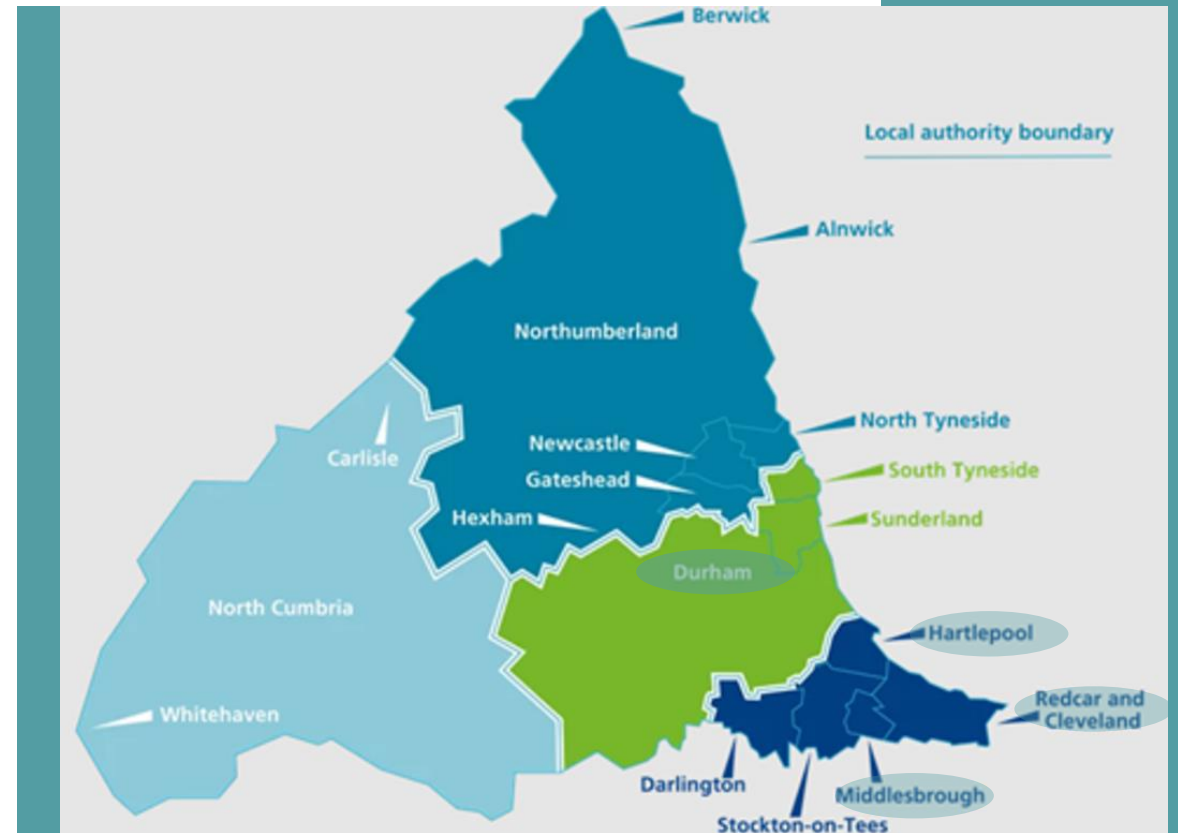 Berwick
Local authority boundary
Alnwick
Northumberland
North Tyneside
Newcastle
Carlisle
South Tyneside
Gateshead
Hexham
Sunderland
Durham
North Cumbria
Hartlepool
Redcar and
Cleveland
Whitehaven
Darlington
Middlesbrough
Stockton-on-Tees